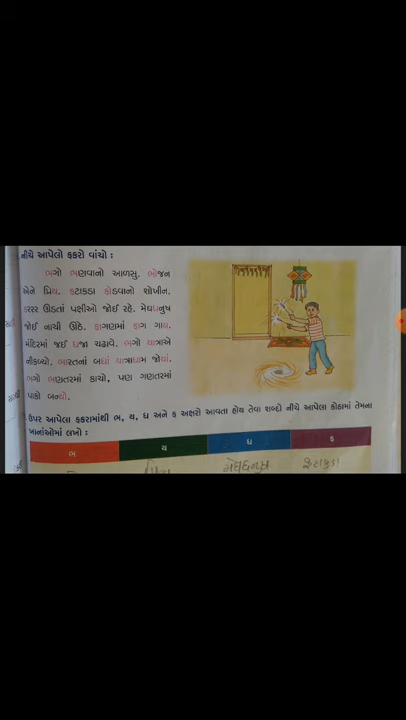 નીચે આપેલો ફકરો વાંચો :
ભગો ભણવાનો આળસુ. ભોજન
એને પ્રિય. ફટાકડા ફોડવાનો શોખીન.
ફરરર ઊડતાં પક્ષીઓ જોઈ રહે. મેઘધનુષ
જોઈ નાચી ઊઠે. ફાગણમાં ફાગ ગાય.
મંદિરમાં જઈ ધજા ચઢાવે. ભગો યાત્રાએ
નીકળ્યો. ભારતનાં બધાં યાત્રાધામ જોયાં.
ભગો ભણતરમાં કાચો, પણ ગણતરમાં
પાકો બન્યો.
ઉપર આપેલા ફકરામાંથી ભ, ય, ધ અને ફ અક્ષરો આવતા હોય તેવા શબ્દો નીચે આપેલા કોઠામાં તેમના
ખાનાંઓમાં લખો :
ભ ય ધ ફ
પ્રિય મેઘધનુષ ફટાકડા